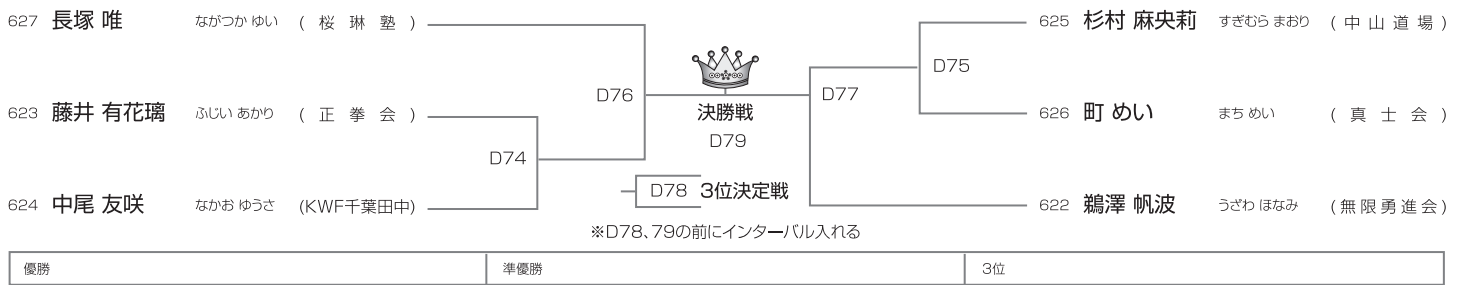 627 長塚 唯 ながつか ゆい ( 桜 琳 塾 )
625 杉村 麻央莉 すぎむら まおり ( 中 山 道 場 )
D75
D76
D77
決勝戦
D79
623 藤井 有花璃 ふじい あかり ( 正 拳 会 )
626 町 めい まち めい ( 真 士 会 )
D74
D78 3位決定戦
624 中尾 友咲 なかお ゆうさ (KWF千葉田中)
622 鵜澤 帆波 うざわ ほなみ (無限勇進会)
※D78、79の前にインターバル入れる
優勝 準優勝 3位